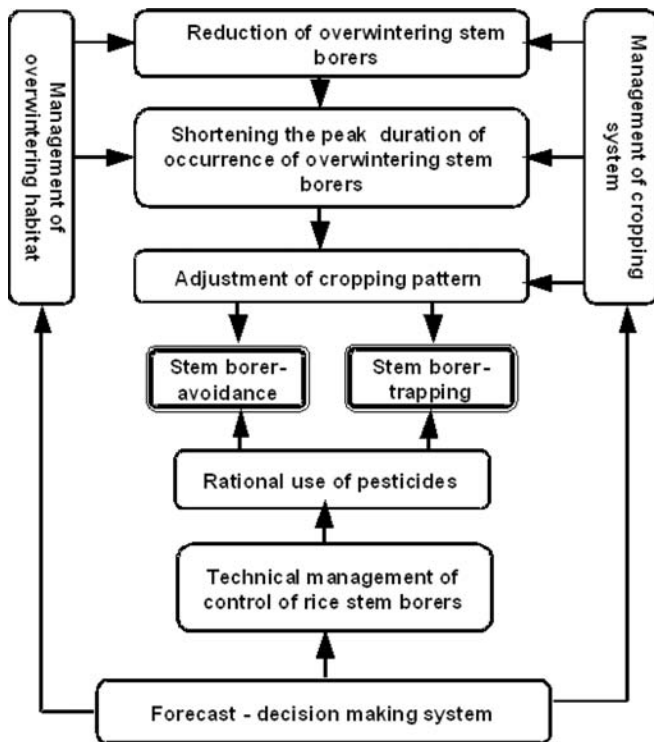 Reduction of overwintering stem
borers
Management of
overwintering habitat
Management of cropping
system
Shortening the peak duration of
occurrence of overwintering stem
borers
Adjustment of cropping pattern
Stem borer-
avoidance
Stem borer-
trapping
Rational use of pesticides
Technical management of
control of rice stem borers
Forecast - decision making system